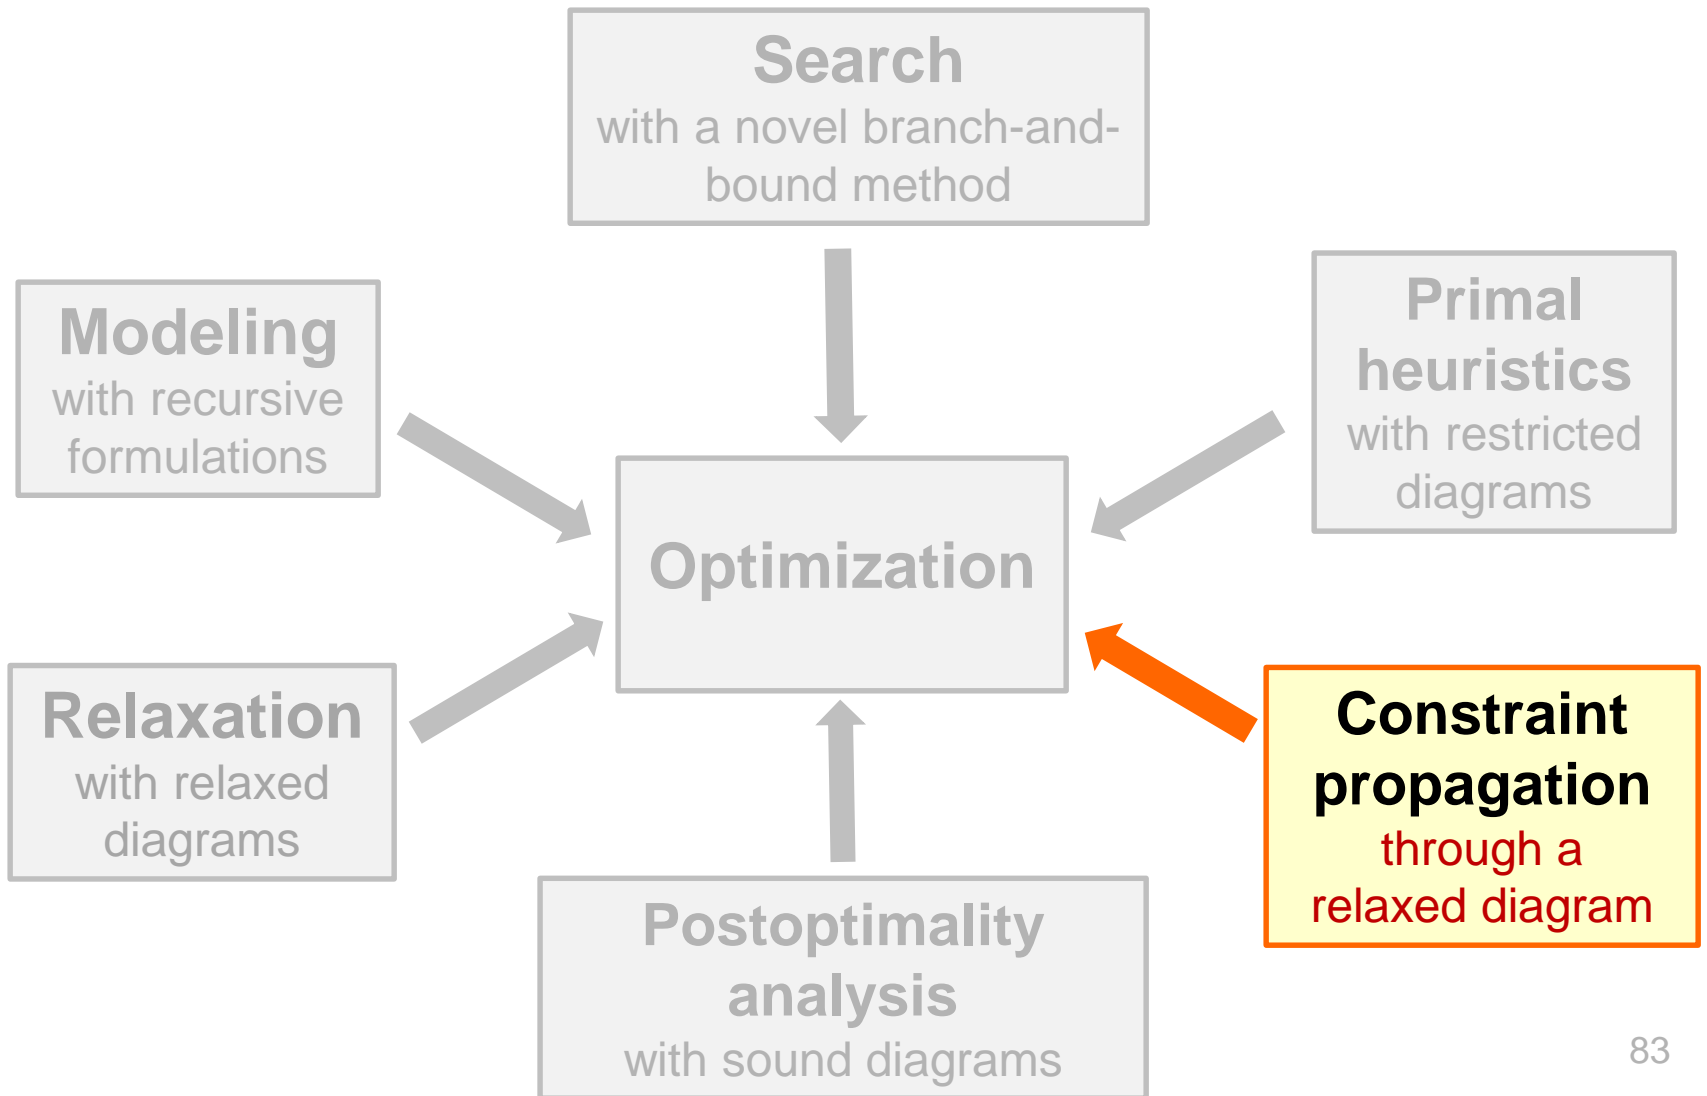 Search
with a novel branch-and-
bound method
Modeling
with recursive
formulations
Primal
heuristics
with restricted
diagrams
Optimization
Relaxation
with relaxed
diagrams
Constraint
propagation
through a
relaxed diagram
Postoptimality
analysis
with sound diagrams
83